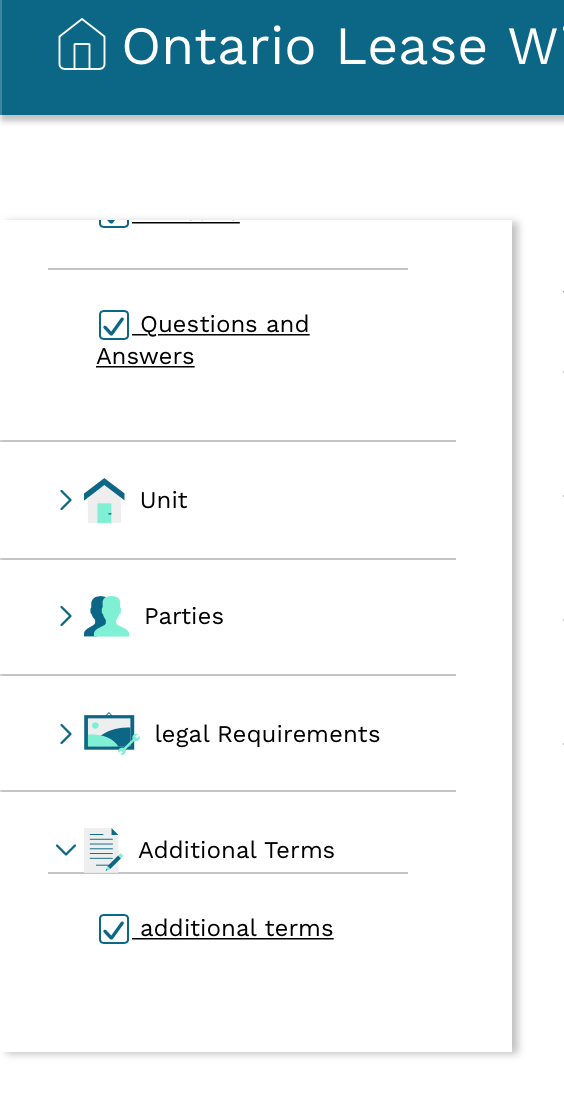 Ontario Lease
Questions and
Answers
Unit
Parties
legal Requirements
Additional Terms
additional terms